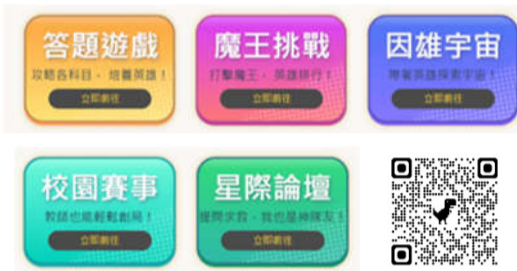 答題遊戲
攻略各科目，培養英雄！
立即前往
魔王挑戰
打擊魔王，英雄排行！
立即前往
因雄宇宙
帶著英雄探索宇宙！
立即前往
校園賽事
教師也能輕鬆創局！
立即前往
星際論壇
提問求救，我也是神隊友！
立即前往